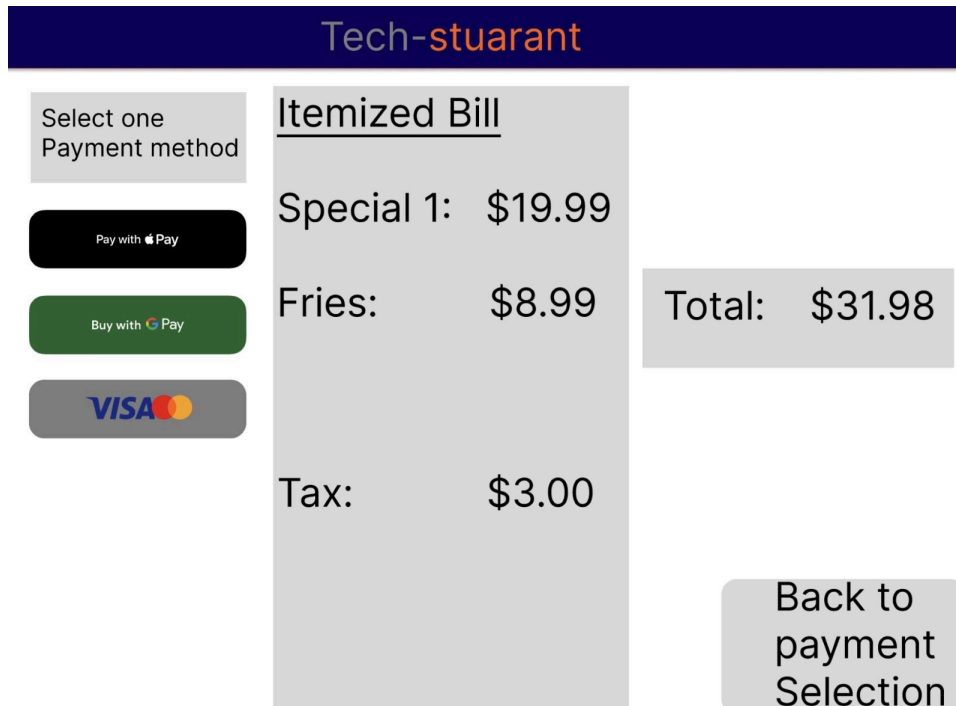 Tech-stuarant
Select one
Payment method
Pay with Pay
Buy with G Pay
VISA
Itemized Bill
Special 1: $19.99
Fries: $8.99
Tax: $3.00
Total: $31.98
Back to
payment
Selection